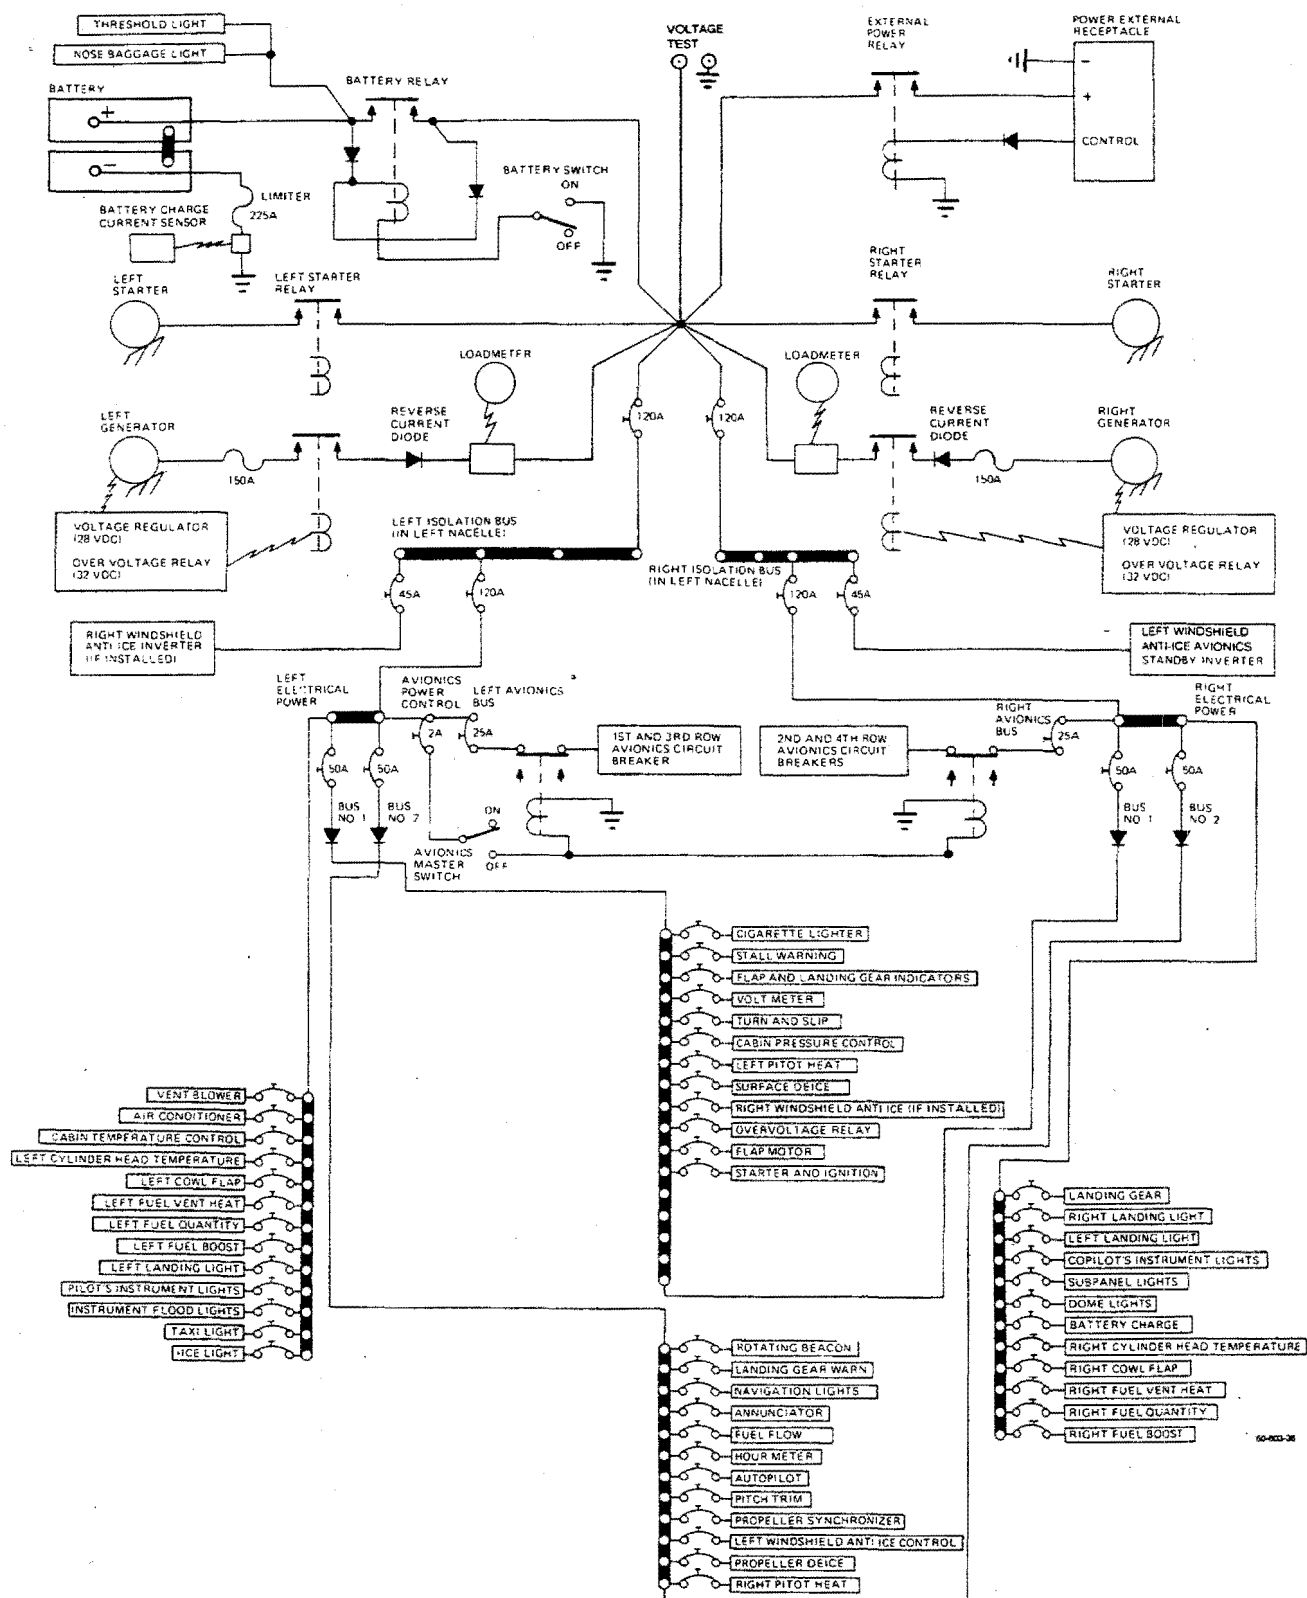 THRESHOLD LIGHT
NOSE BAGGAGE LIGHT
BATTERY
+
−
BATTERY RELAY
VOLTAGE
TEST
EXTERNAL
POWER
RELAY
POWER EXTERNAL
RECEPTACLE
−
+
CONTROL
LIMITER
225A
BATTERY CHARGE
CURRENT SENSOR
BATTERY SWITCH
ON
OFF
LEFT
STARTER
LEFT STARTER
RELAY
RIGHT
STARTER
RELAY
RIGHT
STARTER
LOADMETER
LOADMETER
LEFT
GENERATOR
150A
REVERSE
CURRENT
DIODE
120A
120A
REVERSE
CURRENT
DIODE
150A
RIGHT
GENERATOR
VOLTAGE REGULATOR
(28 VDC)
OVER VOLTAGE RELAY
(32 VDC)
LEFT ISOLATION BUS
(IN LEFT NACELLE)
RIGHT ISOLATION BUS
(IN LEFT NACELLE)
VOLTAGE REGULATOR
(28 VDC)
OVER VOLTAGE RELAY
(32 VDC)
45A
120A
120A
45A
RIGHT WINDSHIELD
ANTI-ICE INVERTER
(IF INSTALLED)
LEFT WINDSHIELD
ANTI-ICE AVIONICS
STANDBY INVERTER
LEFT
ELECTRICAL
POWER
AVIONICS
POWER
CONTROL
2A
LEFT AVIONICS
BUS
25A
1ST AND 3RD ROW
AVIONICS CIRCUIT
BREAKER
2ND AND 4TH ROW
AVIONICS CIRCUIT
BREAKERS
RIGHT
AVIONICS
BUS
25A
RIGHT
ELECTRICAL
POWER
50A
50A
BUS
NO 1
BUS
NO 2
50A
50A
BUS
NO 1
BUS
NO 2
ON
OFF
AVIONICS
MASTER
SWITCH
CIGARETTE LIGHTER
STALL WARNING
FLAP AND LANDING GEAR INDICATORS
VOLT METER
TURN AND SLIP
CABIN PRESSURE CONTROL
LEFT PITOT HEAT
SURFACE DEICE
RIGHT WINDSHIELD ANTI ICE (IF INSTALLED)
OVERVOLTAGE RELAY
FLAP MOTOR
STARTER AND IGNITION
VENT BLOWER
AIR CONDITIONER
CABIN TEMPERATURE CONTROL
LEFT CYLINDER HEAD TEMPERATURE
LEFT COWL FLAP
LEFT FUEL VENT HEAT
LEFT FUEL QUANTITY
LEFT FUEL BOOST
LEFT LANDING LIGHT
PILOT'S INSTRUMENT LIGHTS
INSTRUMENT FLOOD LIGHTS
TAXI LIGHT
ICE LIGHT
LANDING GEAR
RIGHT LANDING LIGHT
LEFT LANDING LIGHT
COPILOT'S INSTRUMENT LIGHTS
SUBPANEL LIGHTS
DOME LIGHTS
BATTERY CHARGE
RIGHT CYLINDER HEAD TEMPERATURE
RIGHT COWL FLAP
RIGHT FUEL VENT HEAT
RIGHT FUEL QUANTITY
RIGHT FUEL BOOST
60-603-36
ROTATING BEACON
LANDING GEAR WARN
NAVIGATION LIGHTS
ANNUNCIATOR
FUEL FLOW
HOUR METER
AUTOPILOT
PITCH TRIM
PROPELLER SYNCHRONIZER
LEFT WINDSHIELD ANTI ICE CONTROL
PROPELLER DEICE
RIGHT PITOT HEAT